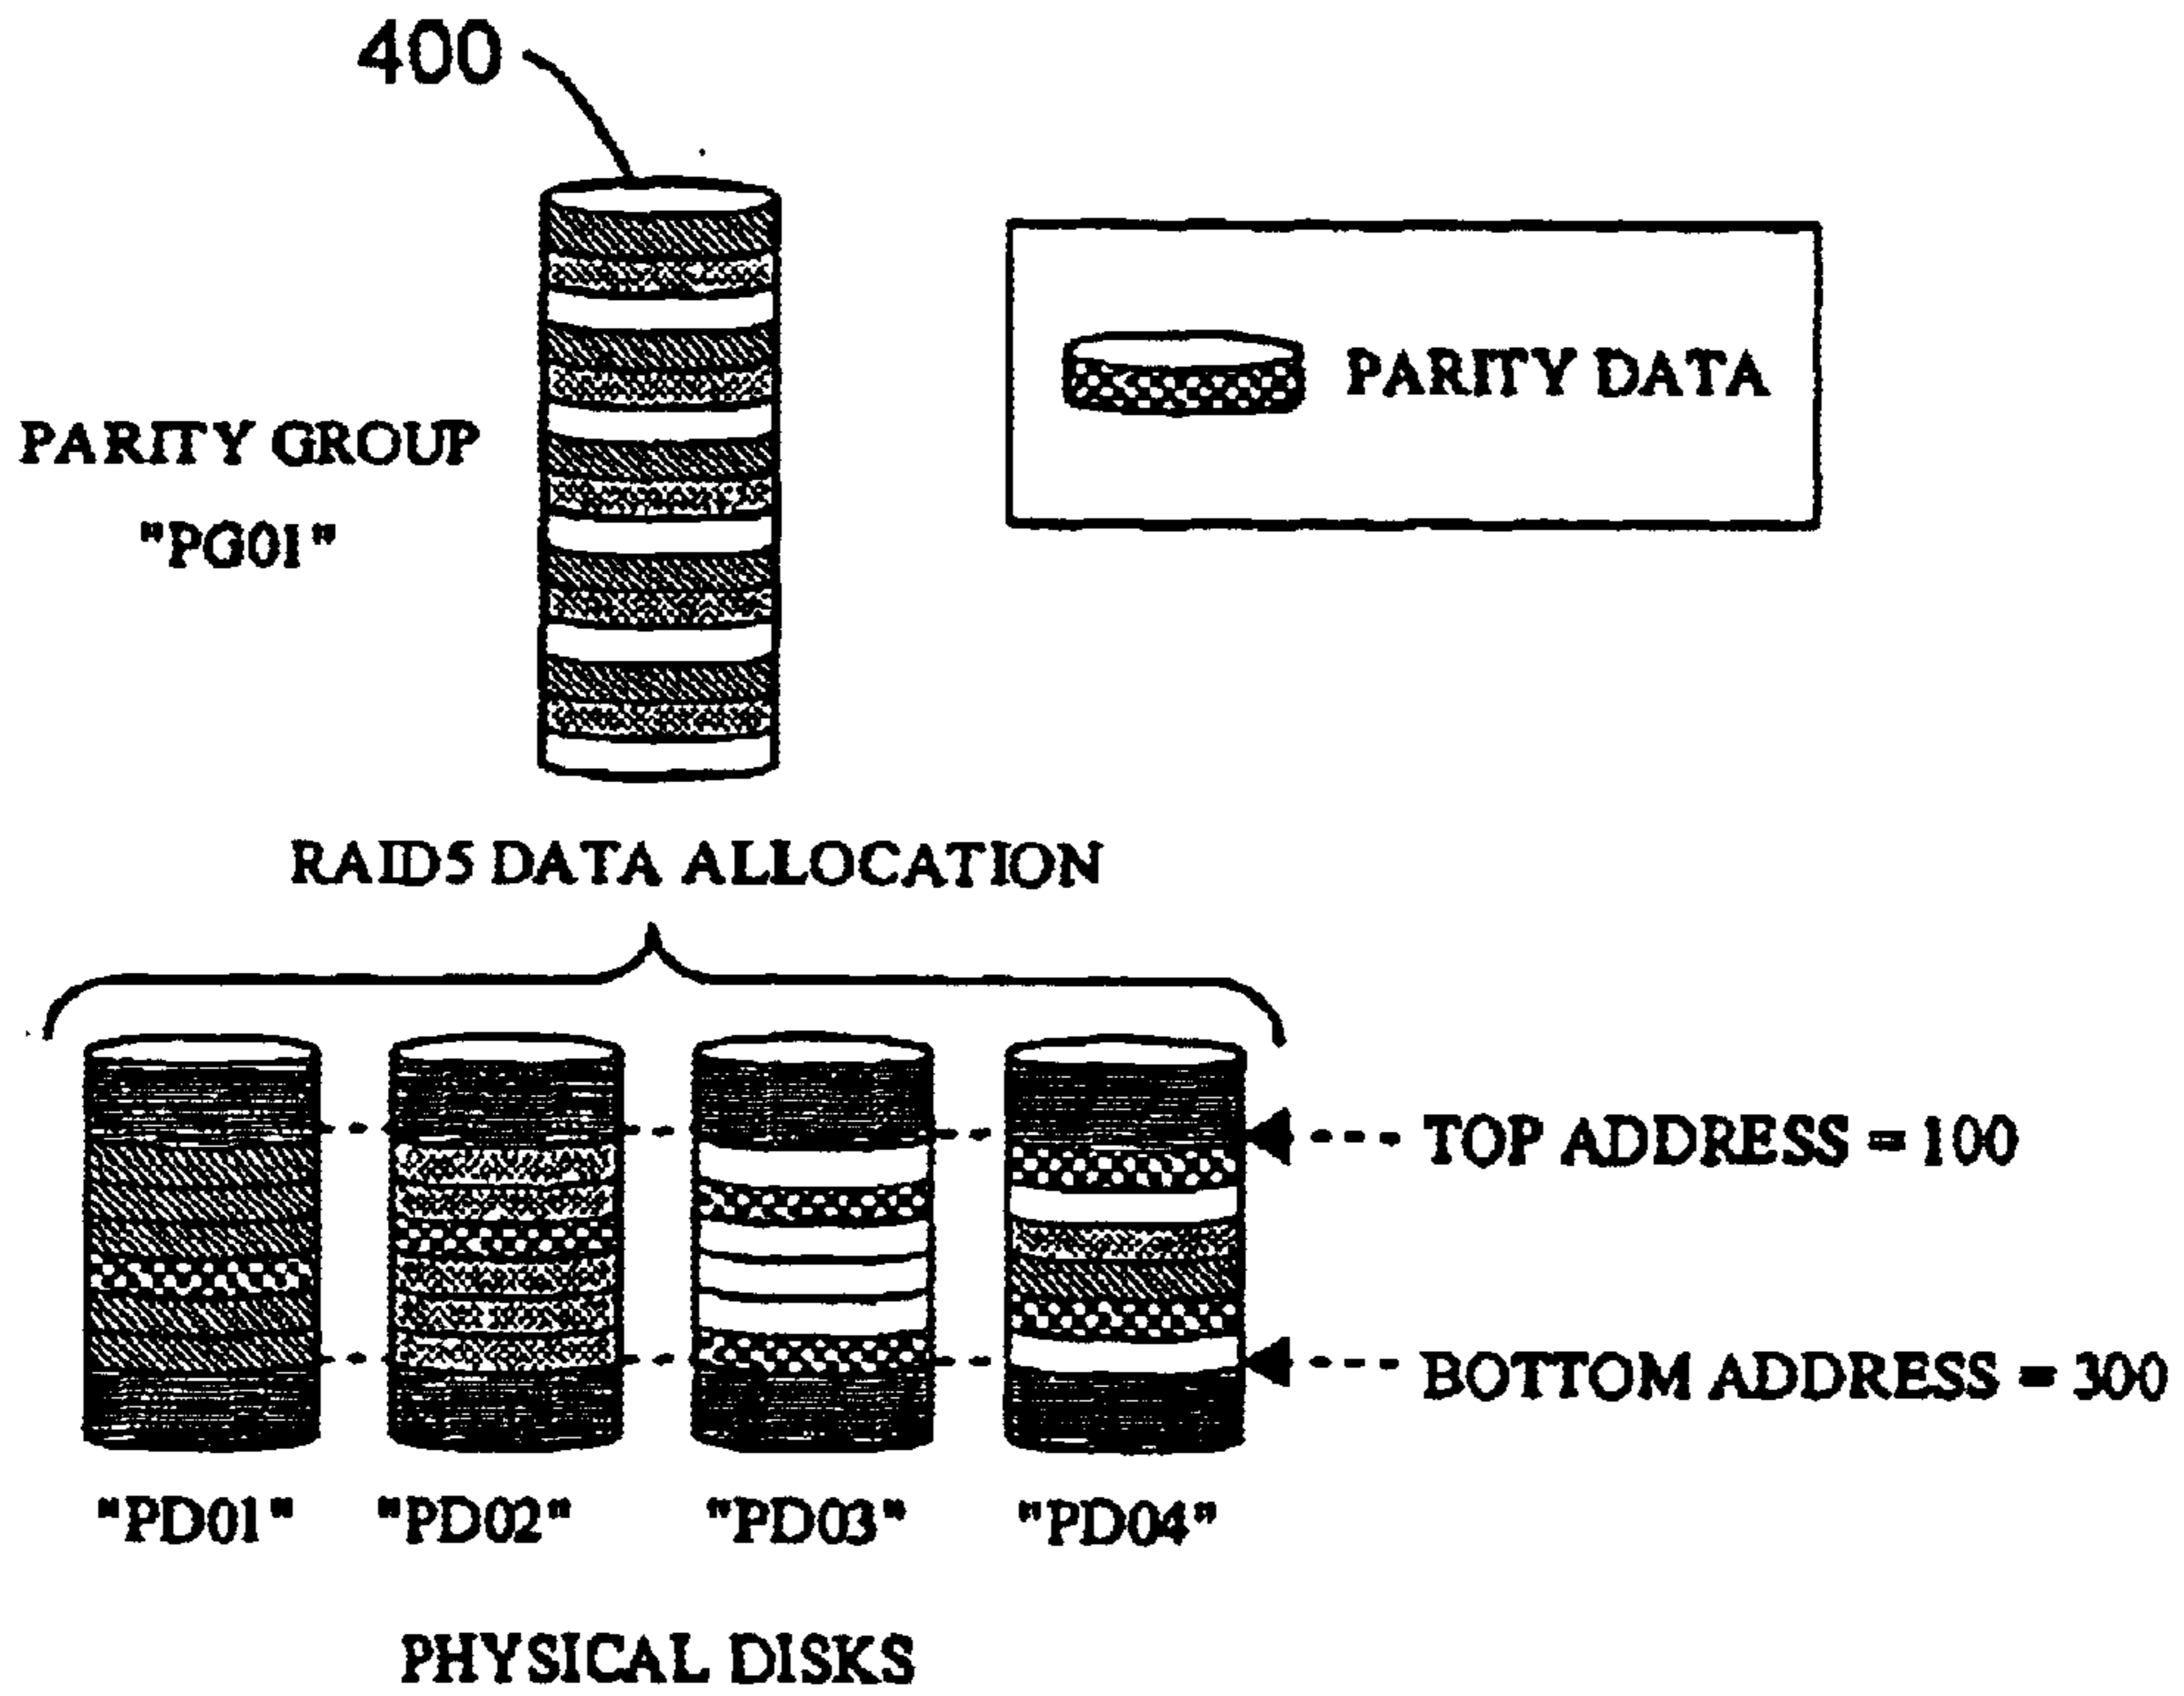 400
PARITY DATA
PARITY GROUP
"PG01"
RAID5 DATA ALLOCATION
TOP ADDRESS = 100
BOTTOM ADDRESS = 300
"PD01" "PD02" "PD03" "PD04"
PHYSICAL DISKS